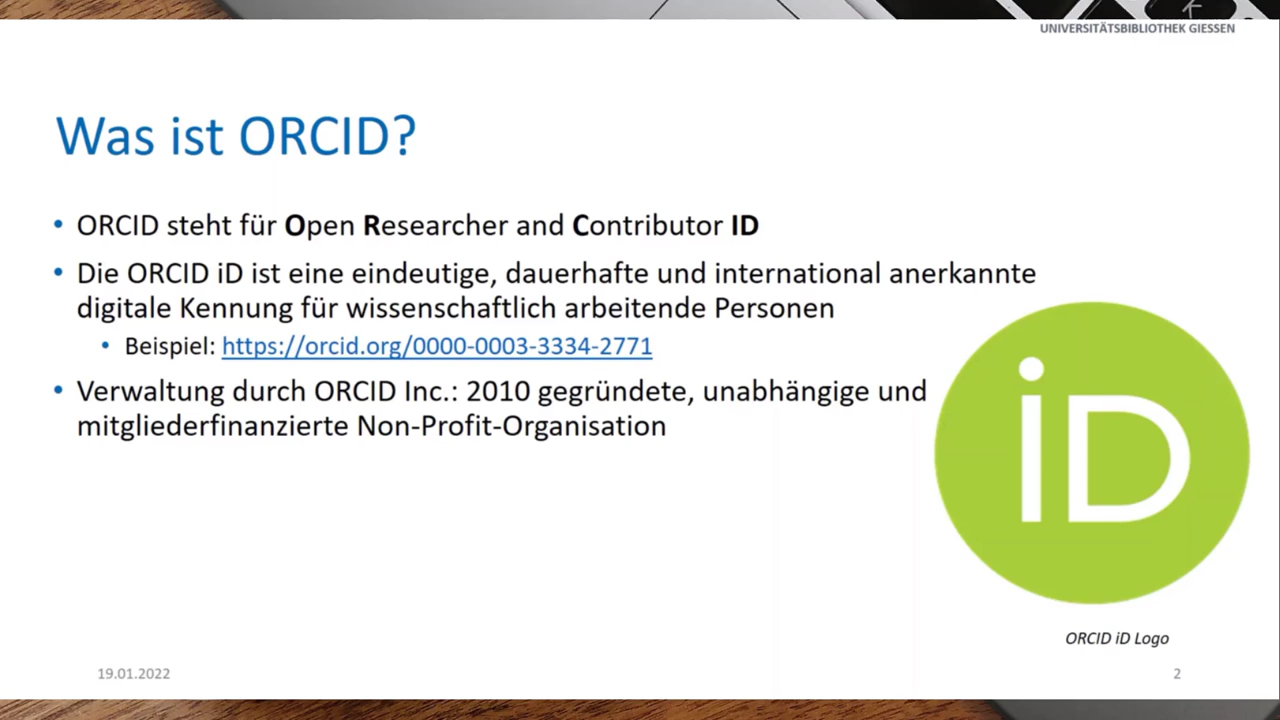 UNIVERSITÄTSBIBLIOTHEK GIESSEN
Was ist ORCID?
• ORCID steht für Open Researcher and Contributor ID
• Die ORCID iD ist eine eindeutige, dauerhafte und international anerkannte
digitale Kennung für wissenschaftlich arbeitende Personen
• Beispiel: https://orcid.org/0000-0003-3334-2771
• Verwaltung durch ORCID Inc.: 2010 gegründete, unabhängige und
mitgliederfinanzierte Non-Profit-Organisation
iD
ORCID iD Logo
19.01.2022
2